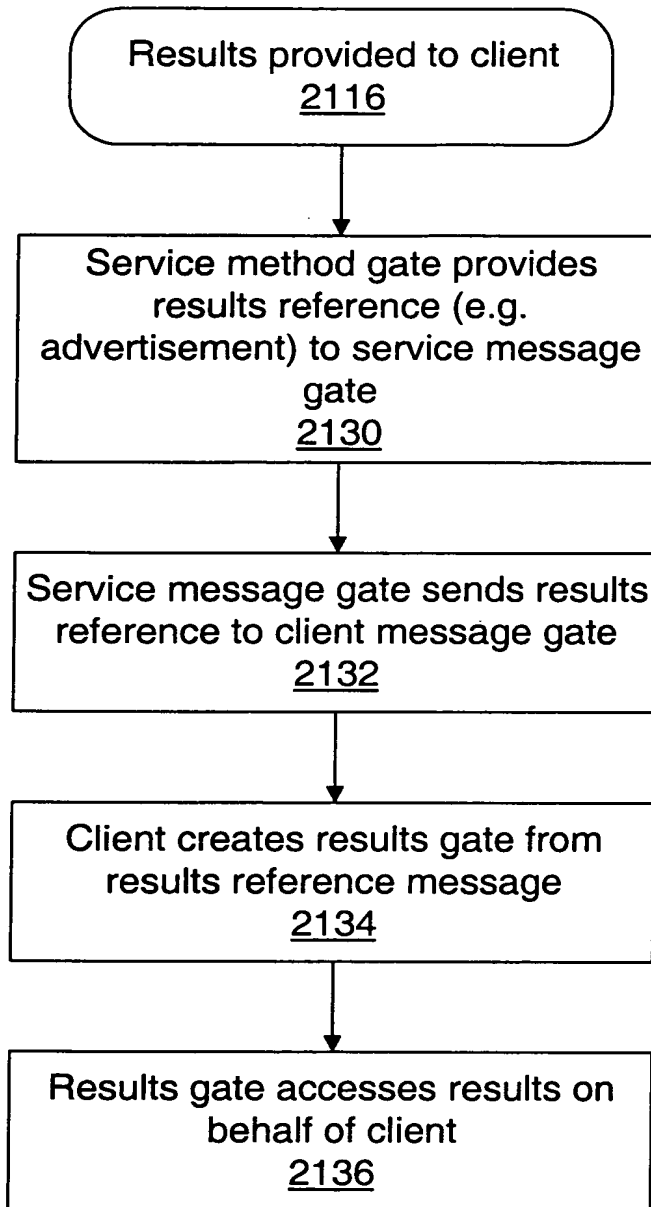 Results provided to client
2116
Service method gate provides
results reference (e.g.
advertisement) to service message
gate
2130
Service message gate sends results
reference to client message gate
2132
Client creates results gate from
results reference message
2134
Results gate accesses results on
behalf of client
2136